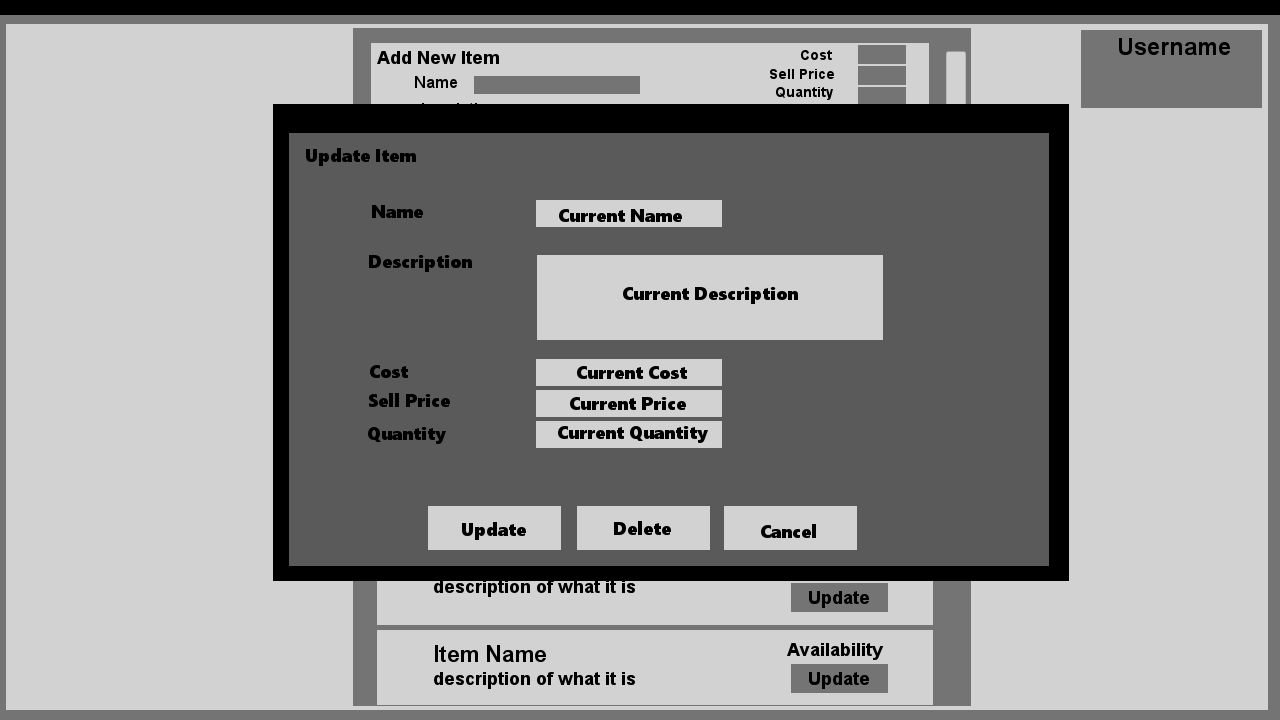 Username
Add New Item
Cost
Name
Sell Price
Quantity
Update Item
Name
Current Name
Description
Current Description
Cost
Current Cost
Sell Price
Current Price
Quantity
Current Quantity
Update
Delete
Cancel
description of what it is
Update
Item Name
Availability
description of what it is
Update